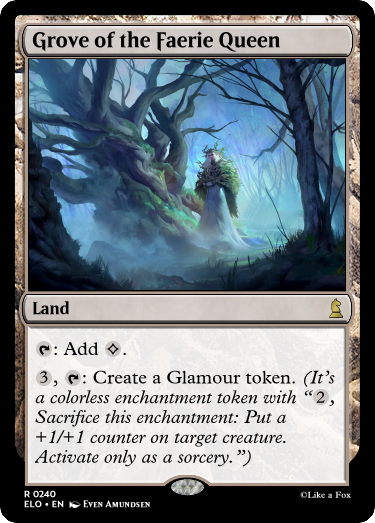 Grove of the Faerie Queen
Land
: Add .
3, : Create a Glamour token. (It's
a colorless enchantment token with “2,
Sacrifice this enchantment: Put a
+1/+1 counter on target creature.
Activate only as a sorcery.”)
R 0240
ELO • EN Even Amundsen
©Like a Fox